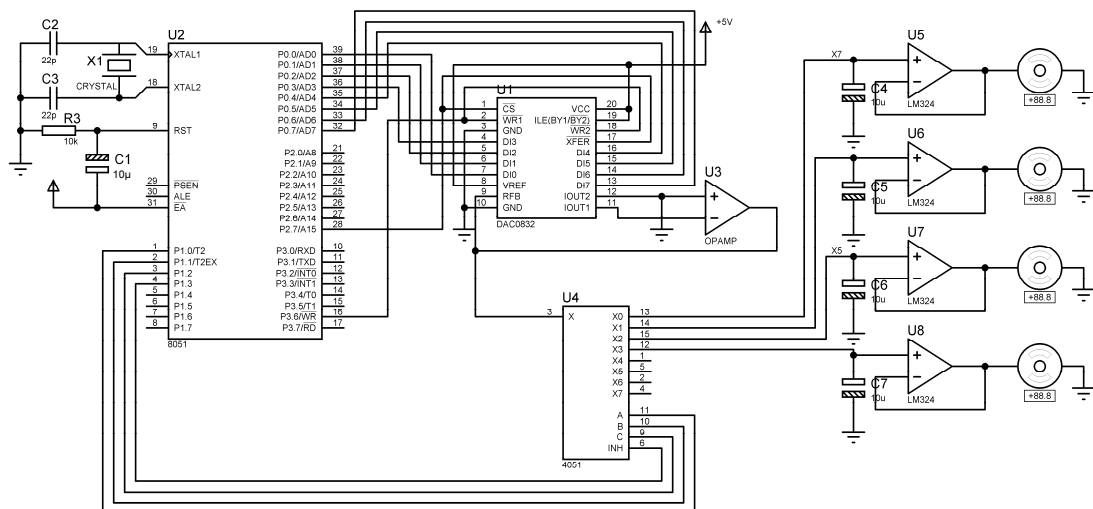 C2
22p
X1
CRYSTAL
C3
22p
R3
10k
C1
10µ
U2
19 XTAL1
18 XTAL2
9 RST
29 PSEN
30 ALE
31 EA
1 P1.0/T2
2 P1.1/T2EX
3 P1.2
4 P1.3
5 P1.4
6 P1.5
7 P1.6
8 P1.7
P0.0/AD0 39
P0.1/AD1 38
P0.2/AD2 37
P0.3/AD3 36
P0.4/AD4 35
P0.5/AD5 34
P0.6/AD6 33
P0.7/AD7 32
P2.0/A8 21
P2.1/A9 22
P2.2/A10 23
P2.3/A11 24
P2.4/A12 25
P2.5/A13 26
P2.6/A14 27
P2.7/A15 28
P3.0/RXD 10
P3.1/TXD 11
P3.2/INT0 12
P3.3/INT1 13
P3.4/T0 14
P3.5/T1 15
P3.6/WR 16
P3.7/RD 17
8051
+5V
U1
1 CS
2 WR1
3 GND
4 DI3
5 DI2
6 DI1
7 DI0
8 VREF
9 RFB
10 GND
VCC 20
ILE(BY1/BY2) 19
WR2 18
XFER 17
DI4 16
DI5 15
DI6 14
DI7 13
IOUT2 12
IOUT1 11
DAC0832
U3
OPAMP
U4
3 X
X0 13
X1 14
X2 15
X3 12
X4 1
X5 5
X6 2
X7 4
A 11
B 10
C 9
INH 6
4051
X7
U5
C4
10u
LM324
+88.8
U6
C5
10u
LM324
+88.8
X5
U7
C6
10u
LM324
+88.8
U8
C7
10u
LM324
+88.8